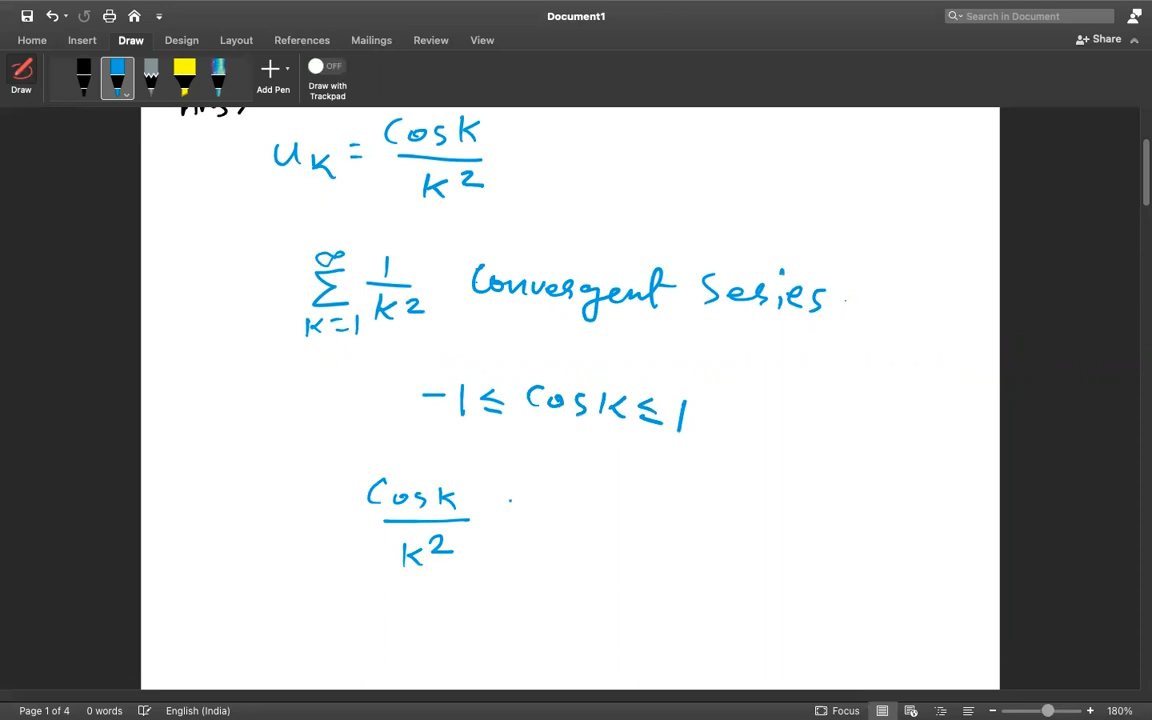 Document1
Search in Document
Home Insert Draw Design Layout References Mailings Review View
Share
Draw
Add Pen
OFF
Draw with
Trackpad
u_K = Cos K / K^2
∞ ∑ K=1 1/K^2 Convergent Series
-1 ≤ Cos K ≤ 1
Cos K / K^2
Page 1 of 4 0 words English (India) Focus 180%